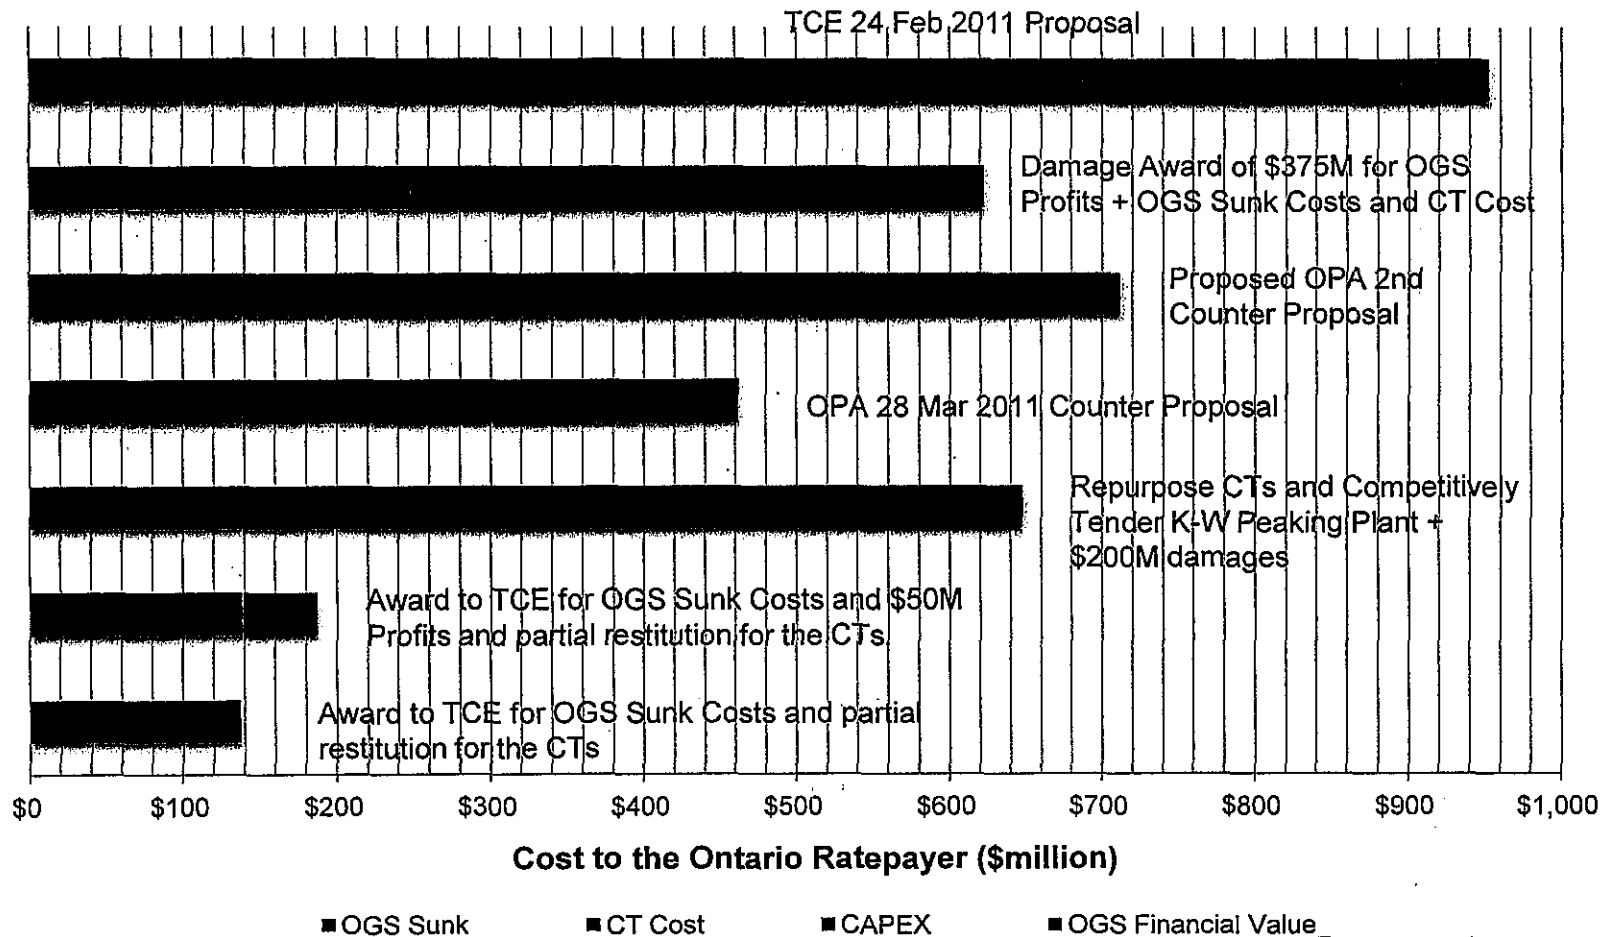 TCE 24 Feb 2011 Proposal
Damage Award of $375M for OGS
Profits + OGS Sunk Costs and CT Cost
Proposed OPA 2nd
Counter Proposal
OPA 28 Mar 2011 Counter Proposal
Repurpose CTs and Competitively
Tender K-W Peaking Plant +
$200M damages
Award to TCE for OGS Sunk Costs and $50M
Profits and partial restitution for the CTs
Award to TCE for OGS Sunk Costs and partial
restitution for the CTs
$0 $100 $200 $300 $400 $500 $600 $700 $800 $900 $1,000
Cost to the Ontario Ratepayer ($million)
OGS Sunk CT Cost CAPEX OGS Financial Value